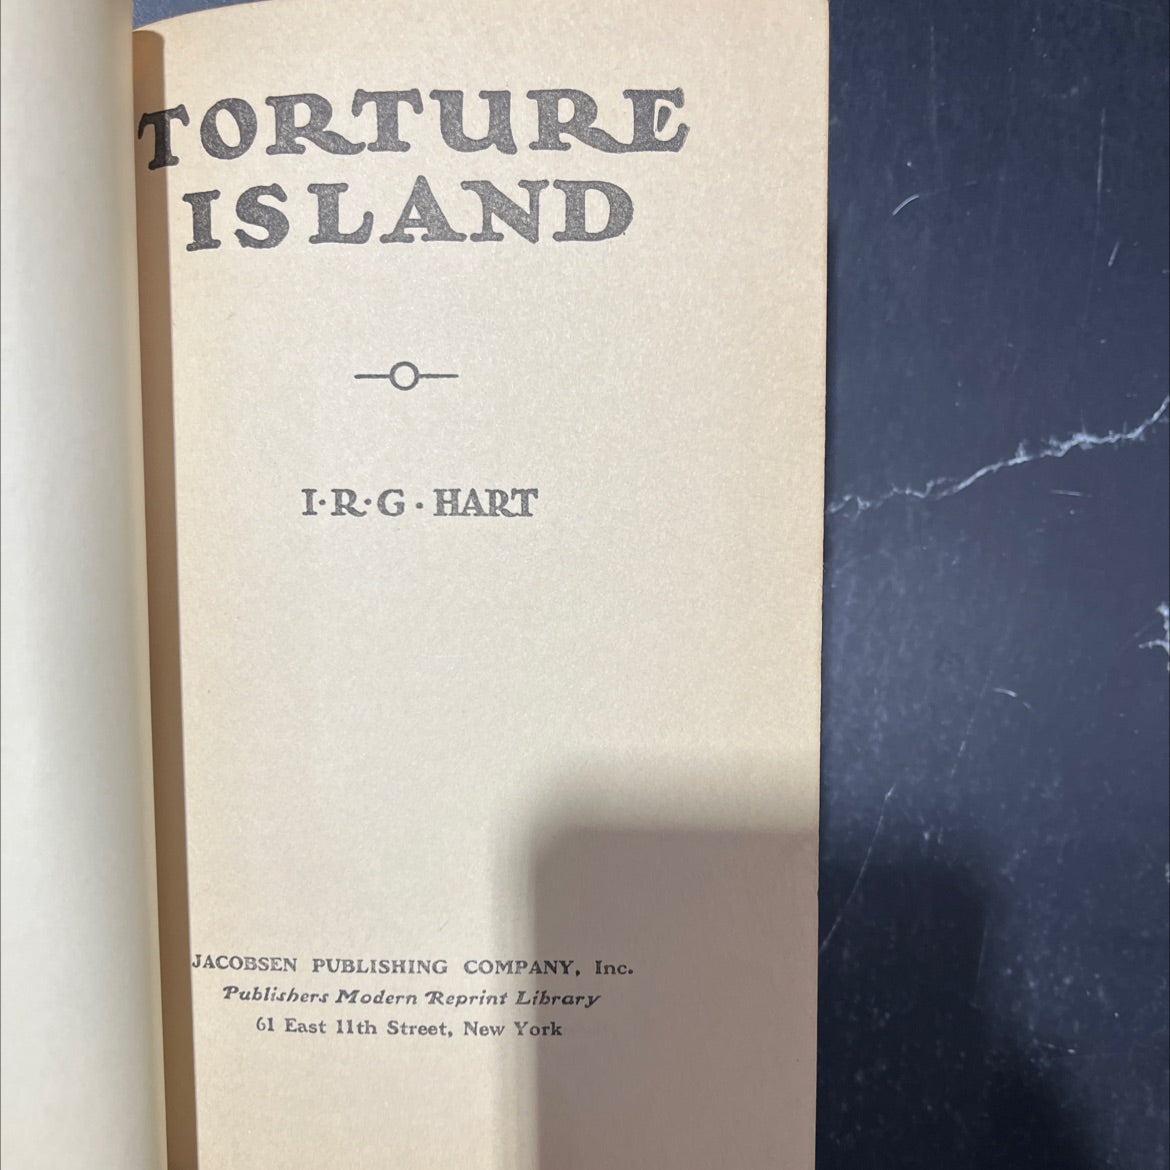 TORTURE
ISLAND
I·R·G·HART
JACOBSEN PUBLISHING COMPANY, Inc.
Publishers Modern Reprint Library
61 East 11th Street, New York